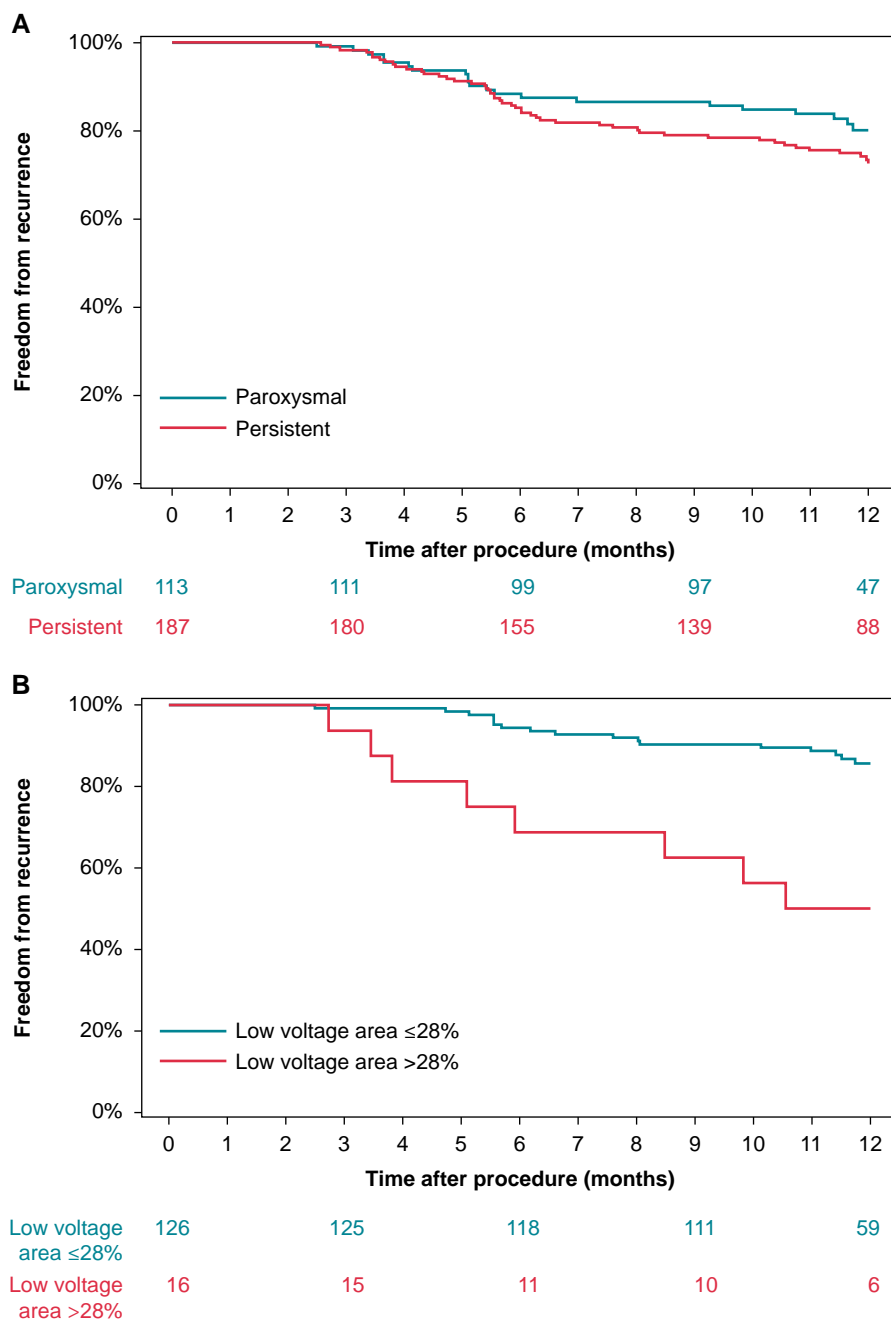 A
100%
80%
60%
40%
20%
0%
Freedom from recurrence
Paroxysmal
Persistent
0 1 2 3 4 5 6 7 8 9 10 11 12
Time after procedure (months)
Paroxysmal 113 111 99 97 47
Persistent 187 180 155 139 88
B
100%
80%
60%
40%
20%
0%
Freedom from recurrence
Low voltage area ≤28%
Low voltage area >28%
0 1 2 3 4 5 6 7 8 9 10 11 12
Time after procedure (months)
Low voltage 126 125 118 111 59
area ≤28%
Low voltage 16 15 11 10 6
area >28%